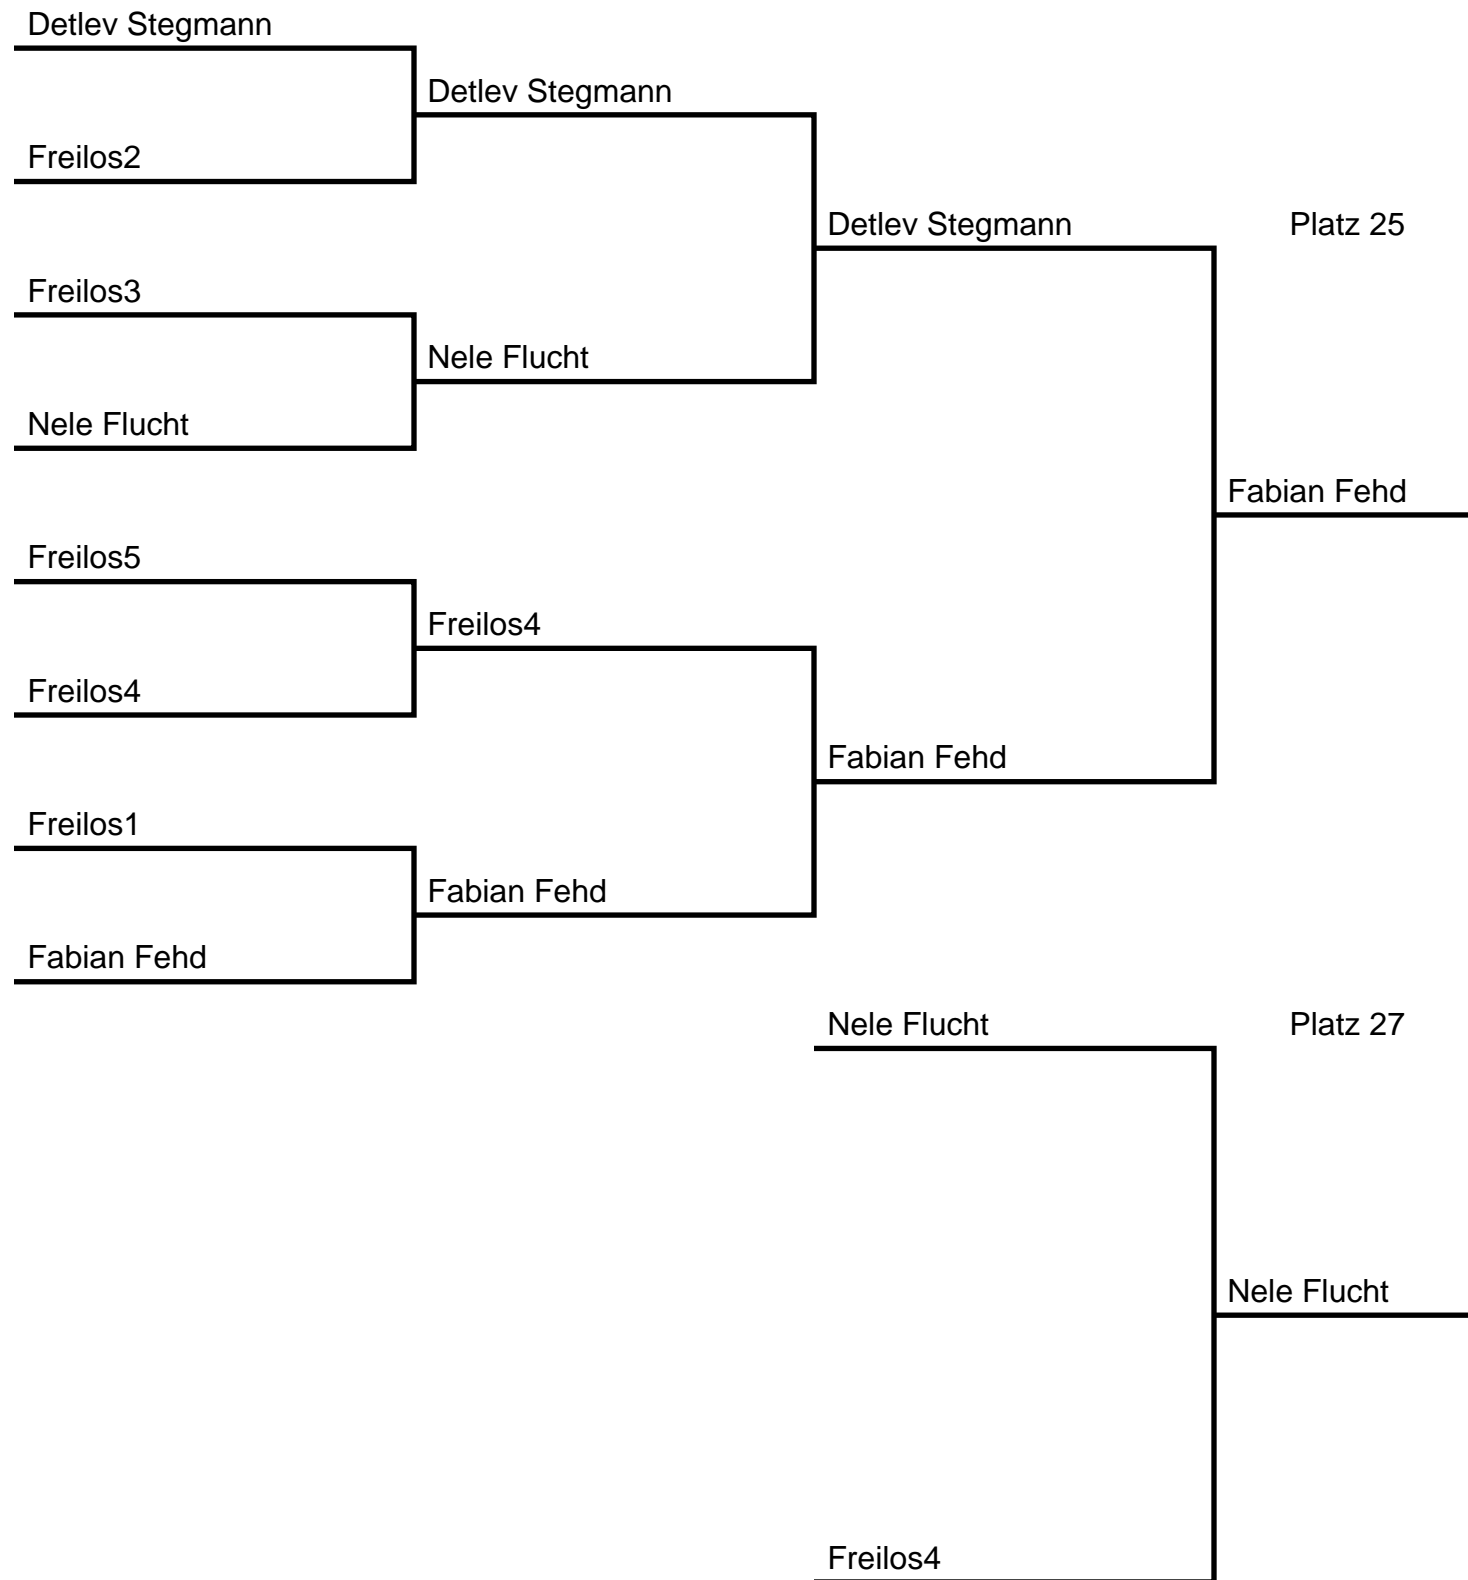 Detlev Stegmann
Detlev Stegmann
Freilos2
Detlev Stegmann Platz 25
Freilos3
Nele Flucht
Nele Flucht
Fabian Fehd
Freilos5
Freilos4
Freilos4
Fabian Fehd
Freilos1
Fabian Fehd
Fabian Fehd
Nele Flucht Platz 27
Nele Flucht
Freilos4